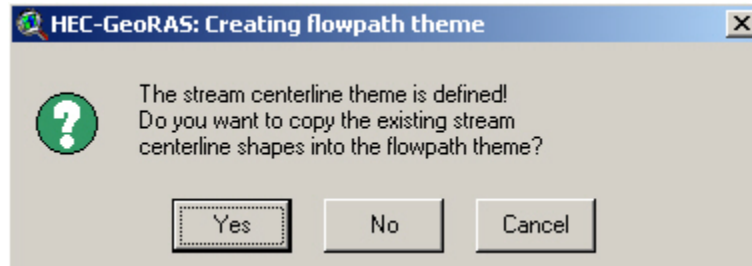 HEC-GeoRAS: Creating flowpath theme
The stream centerline theme is defined!
Do you want to copy the existing stream
centerline shapes into the flowpath theme?
Yes No Cancel